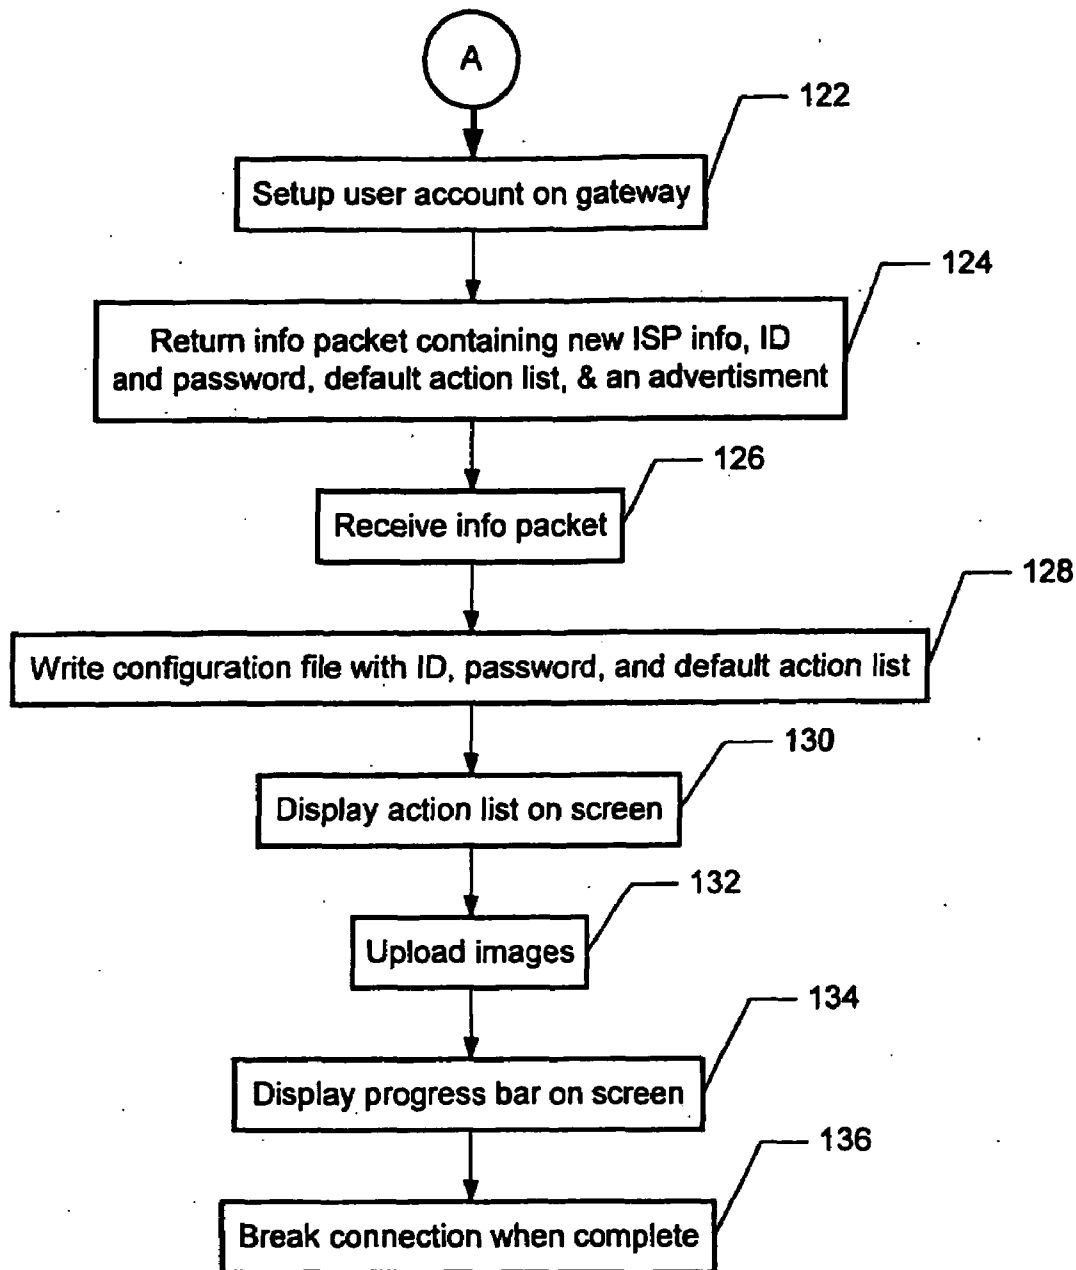 A
122
Setup user account on gateway
124
Return info packet containing new ISP info, ID
and password, default action list, & an advertisment
126
Receive info packet
128
Write configuration file with ID, password, and default action list
130
Display action list on screen
132
Upload images
134
Display progress bar on screen
136
Break connection when complete